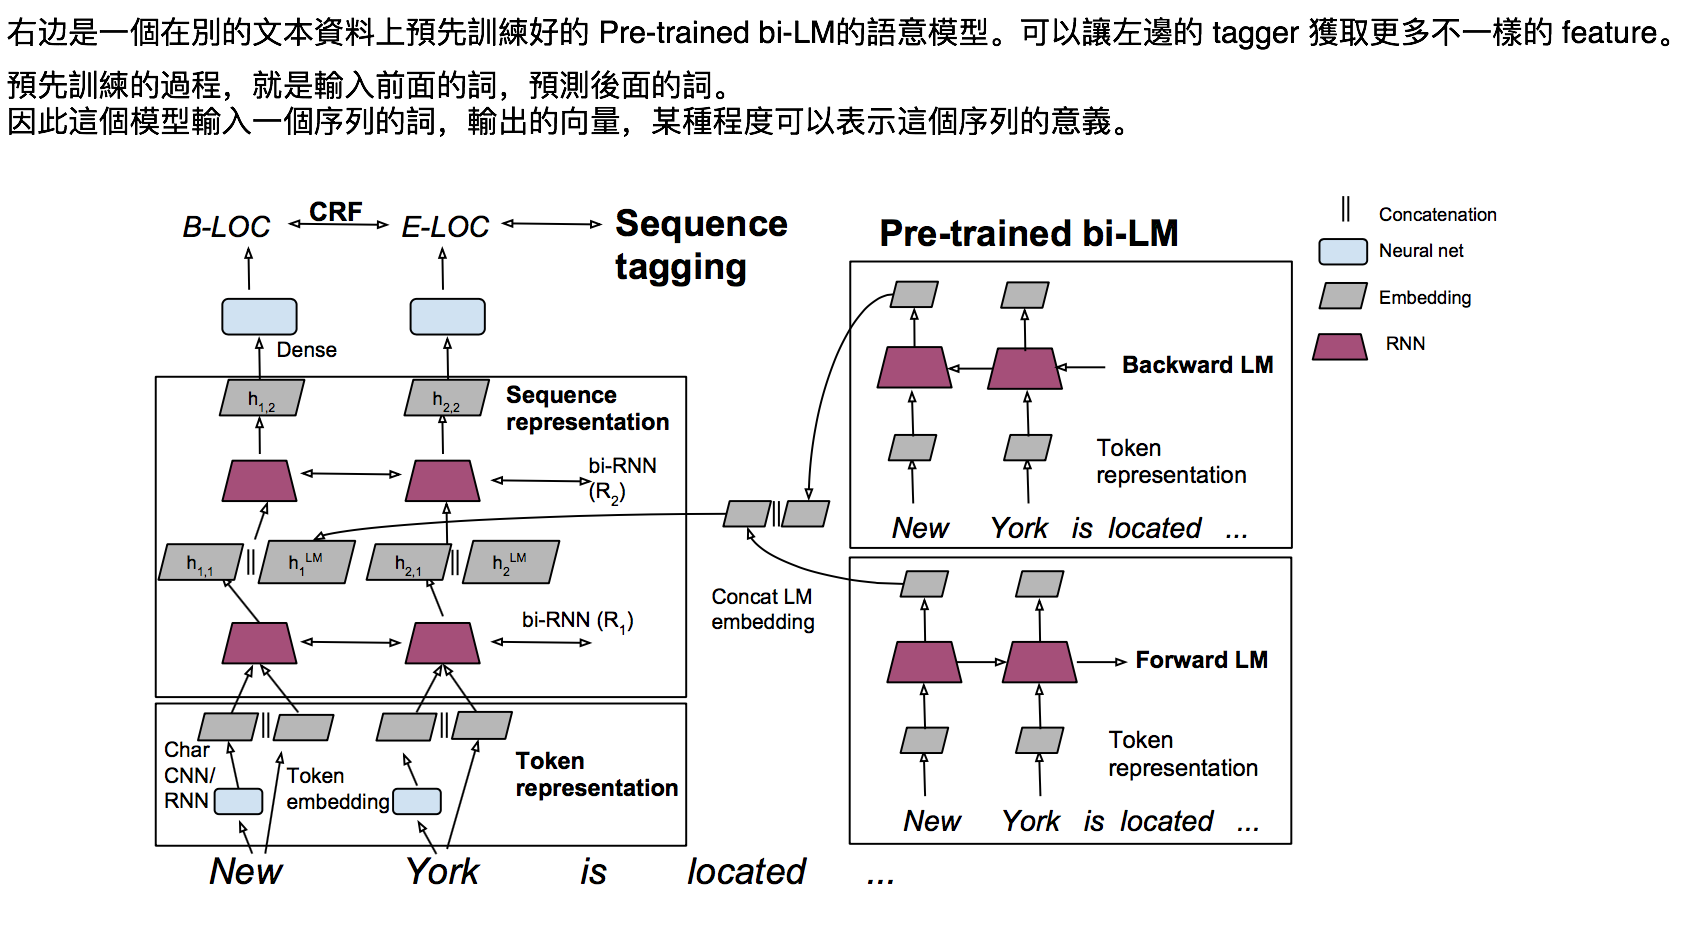 右边是一個在別的文本資料上預先訓練好的 Pre-trained bi-LM的語意模型。可以讓左邊的 tagger 獲取更多不一樣的 feature。
預先訓練的過程，就是輸入前面的詞，預測後面的詞。
因此這個模型輸入一個序列的詞，輸出的向量，某種程度可以表示這個序列的意義。
B-LOC CRF E-LOC Sequence
tagging
Dense
h1,2 h2,2 Sequence
representation
bi-RNN
(R2)
h1,1 h1LM h2,1 h2LM
bi-RNN (R1)
Char
CNN/
RNN
Token
embedding
Token
representation
New York is located ...
Concat LM
embedding
Pre-trained bi-LM
Backward LM
Token
representation
New York is located ...
Forward LM
Token
representation
New York is located ...
|| Concatenation
Neural net
Embedding
RNN